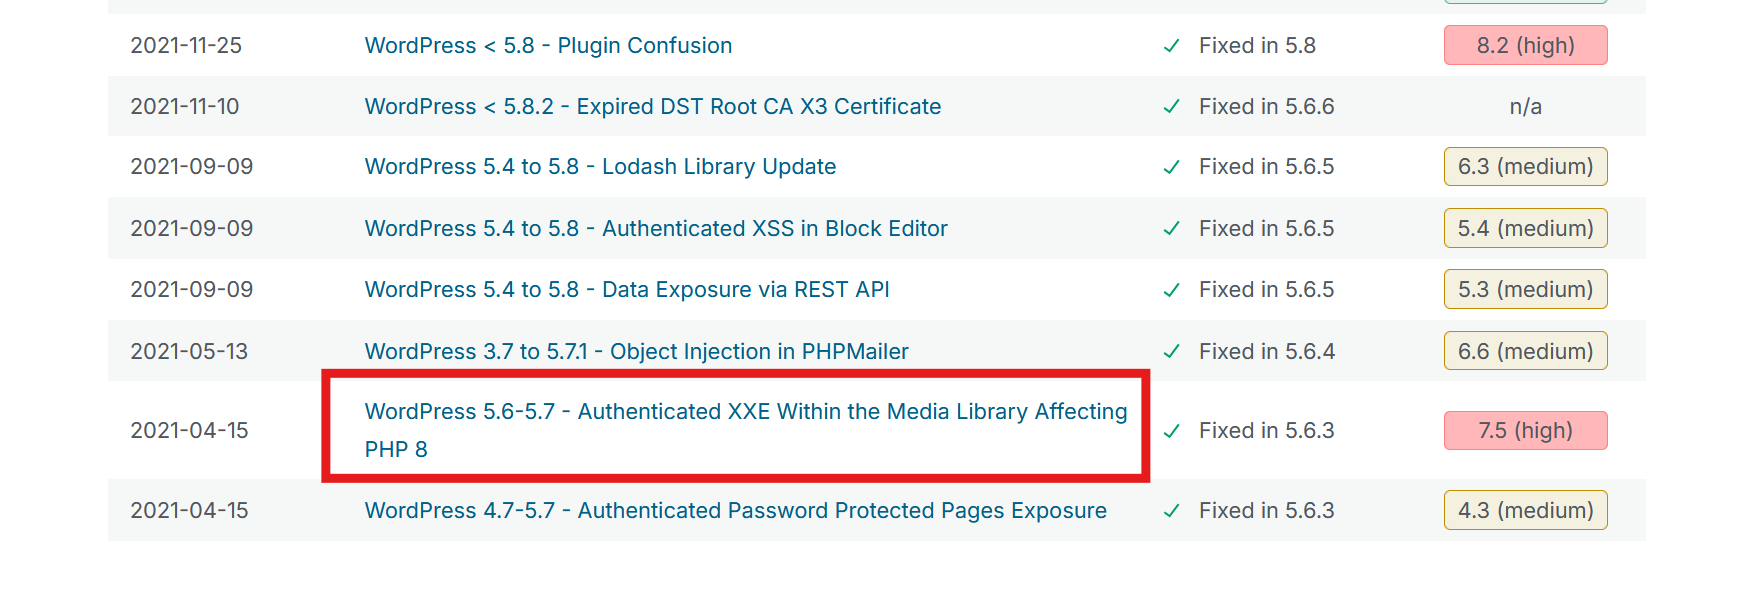 2021-11-25 WordPress < 5.8 - Plugin Confusion Fixed in 5.8 8.2 (high)
2021-11-10 WordPress < 5.8.2 - Expired DST Root CA X3 Certificate Fixed in 5.6.6 n/a
2021-09-09 WordPress 5.4 to 5.8 - Lodash Library Update Fixed in 5.6.5 6.3 (medium)
2021-09-09 WordPress 5.4 to 5.8 - Authenticated XSS in Block Editor Fixed in 5.6.5 5.4 (medium)
2021-09-09 WordPress 5.4 to 5.8 - Data Exposure via REST API Fixed in 5.6.5 5.3 (medium)
2021-05-13 WordPress 3.7 to 5.7.1 - Object Injection in PHPMailer Fixed in 5.6.4 6.6 (medium)
2021-04-15 WordPress 5.6-5.7 - Authenticated XXE Within the Media Library Affecting
PHP 8 Fixed in 5.6.3 7.5 (high)
2021-04-15 WordPress 4.7-5.7 - Authenticated Password Protected Pages Exposure Fixed in 5.6.3 4.3 (medium)